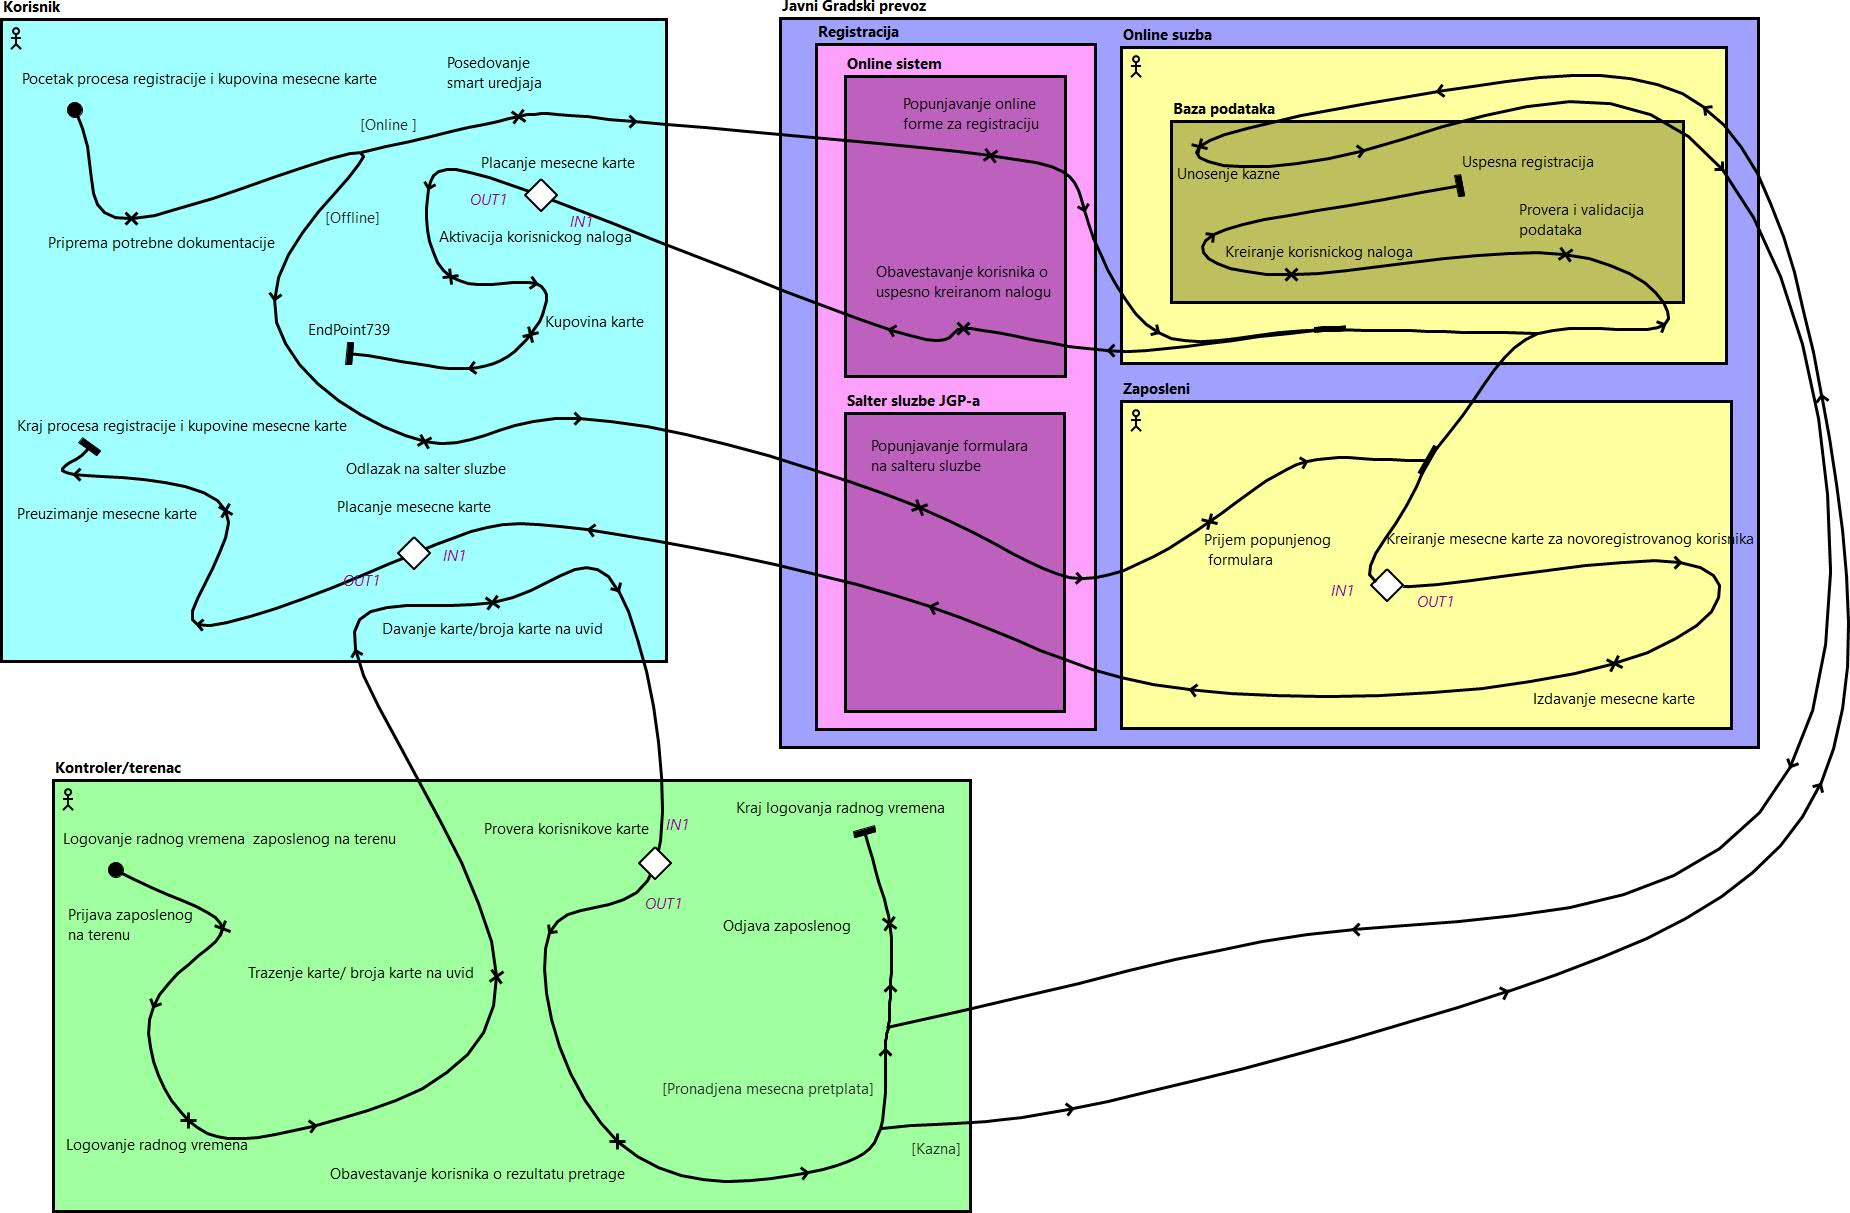 Korisnik
Pocetak procesa registracije i kupovina mesecne karte
Posedovanje
smart uredjaja
[Online ]
Placanje mesecne karte
OUT1
IN1
[Offline]
Priprema potrebne dokumentacije
Aktivacija korisnickog naloga
EndPoint739
Kupovina karte
Kraj procesa registracije i kupovine mesecne karte
Odlazak na salter sluzbe
Preuzimanje mesecne karte
Placanje mesecne karte
IN1
OUT1
Davanje karte/broja karte na uvid
Javni Gradski prevoz
Registracija
Online sistem
Popunjavanje online
forme za registraciju
Obavestavanje korisnika o
uspesno kreiranom nalogu
Salter sluzbe JGP-a
Popunjavanje formulara
na salteru sluzbe
Online suzba
Baza podataka
Unosenje kazne
Uspesna registracija
Provera i validacija
podataka
Kreiranje korisnickog naloga
Zaposleni
Prijem popunjenog
formulara
Kreiranje mesecne karte za novoregistrovanog korisnika
IN1
OUT1
Izdavanje mesecne karte
Kontroler/terenac
Logovanje radnog vremena  zaposlenog na terenu
Provera korisnikove karte
IN1
OUT1
Kraj logovanja radnog vremena
Prijava zaposlenog
na terenu
Odjava zaposlenog
Trazenje karte/ broja karte na uvid
[Pronadjena mesecna pretplata]
Logovanje radnog vremena
Obavestavanje korisnika o rezultatu pretrage
[Kazna]